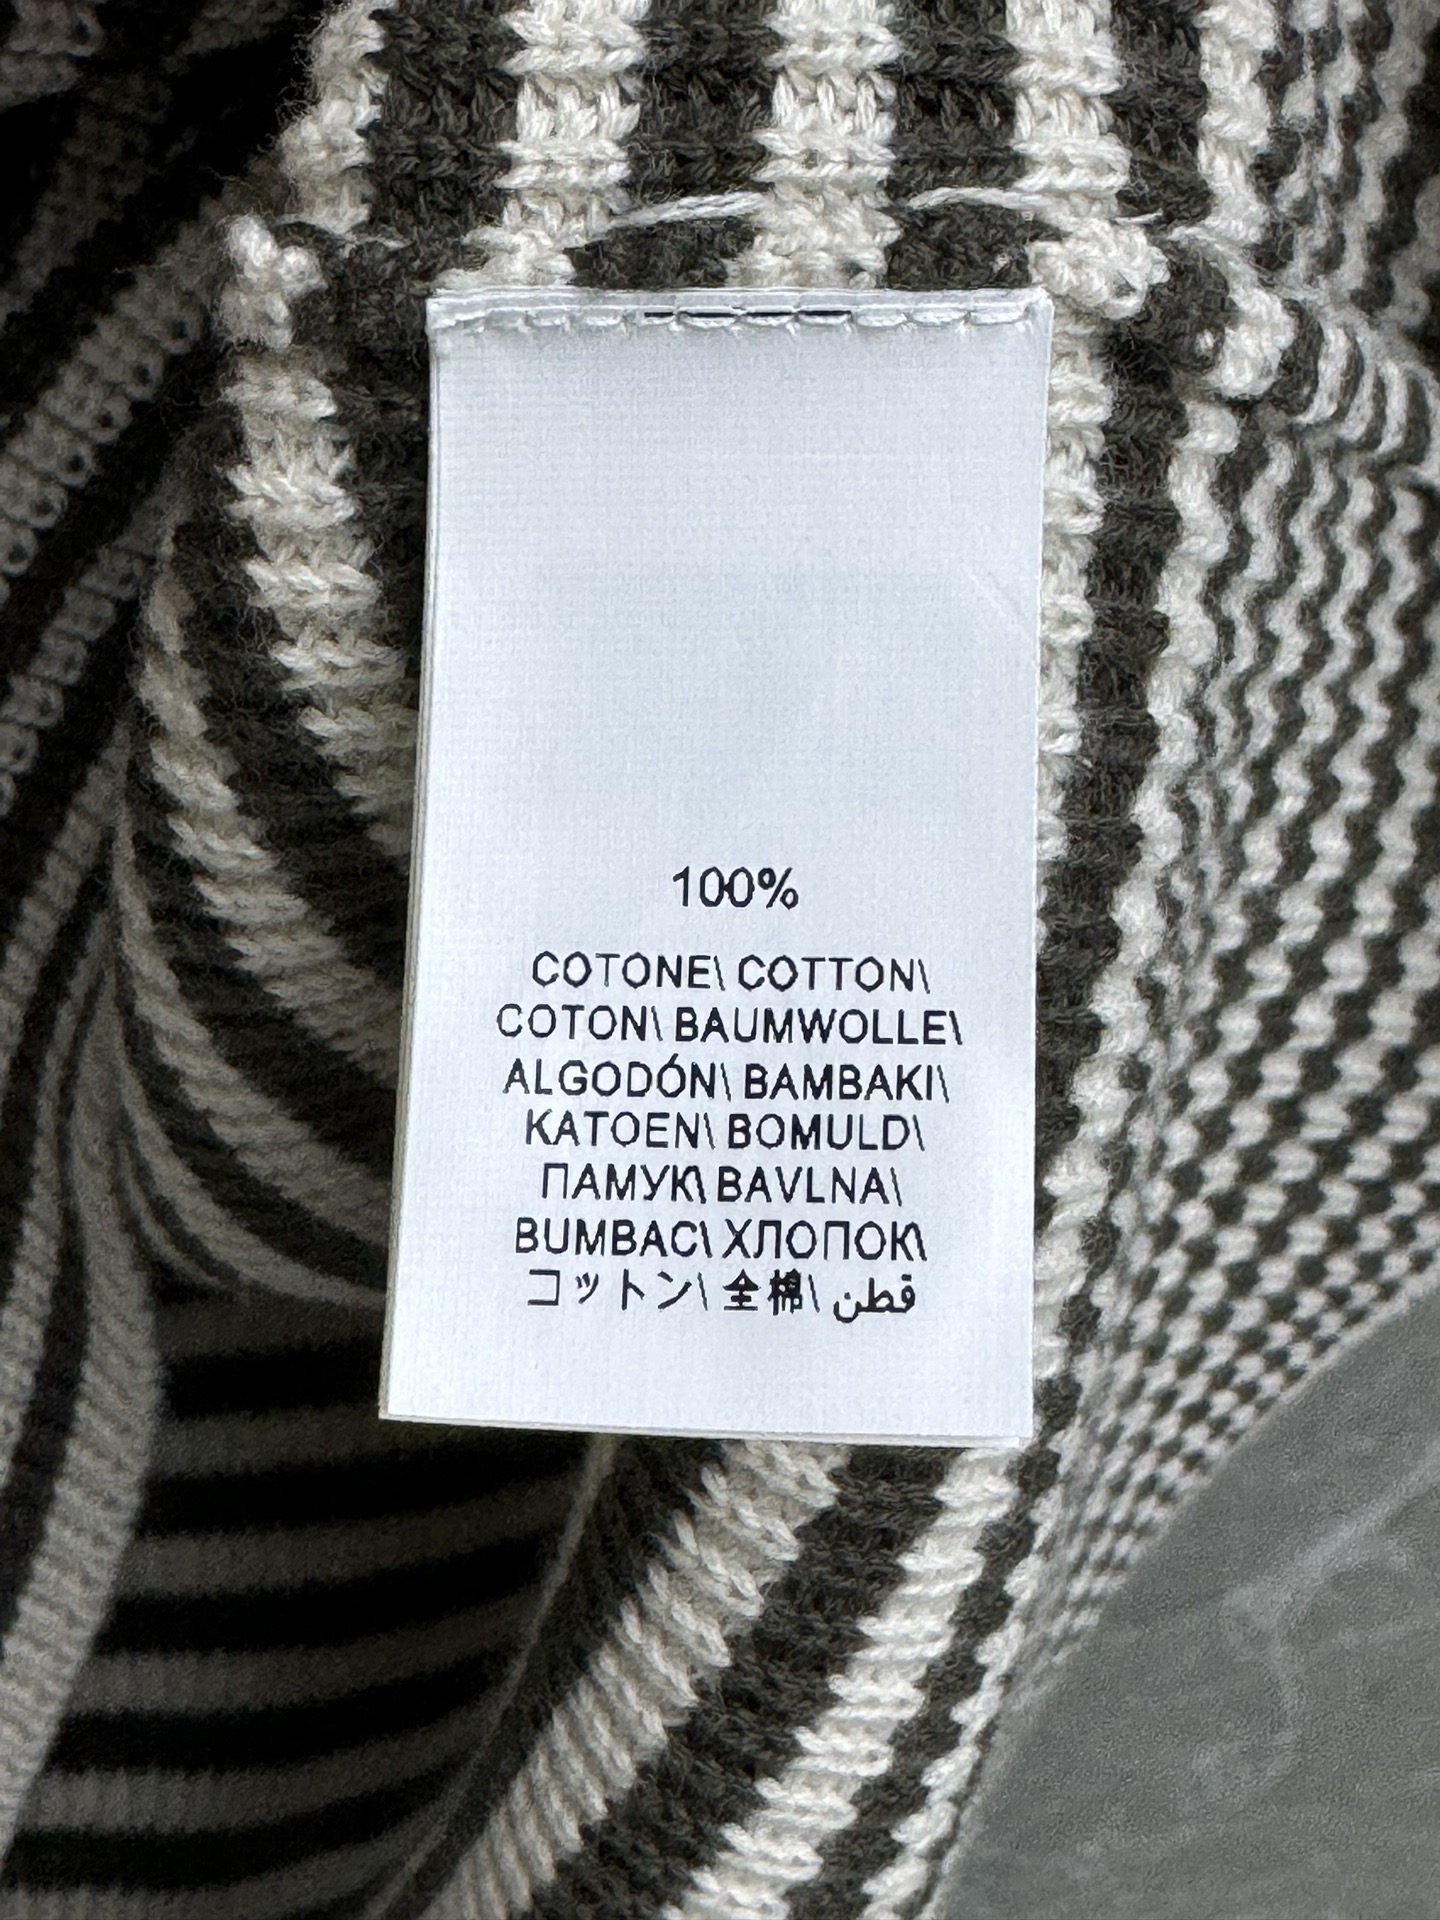 100%
COTONE\ COTTON\
COTON\ BAUMWOLLE\
ALGODÓN\ BAMBAKI\
KATOEN\ BOMULD\
ПАМУК\ BAVLNA\
BUMBAC\ ХЛОПОК\
コットン\ 全棉\ قطن